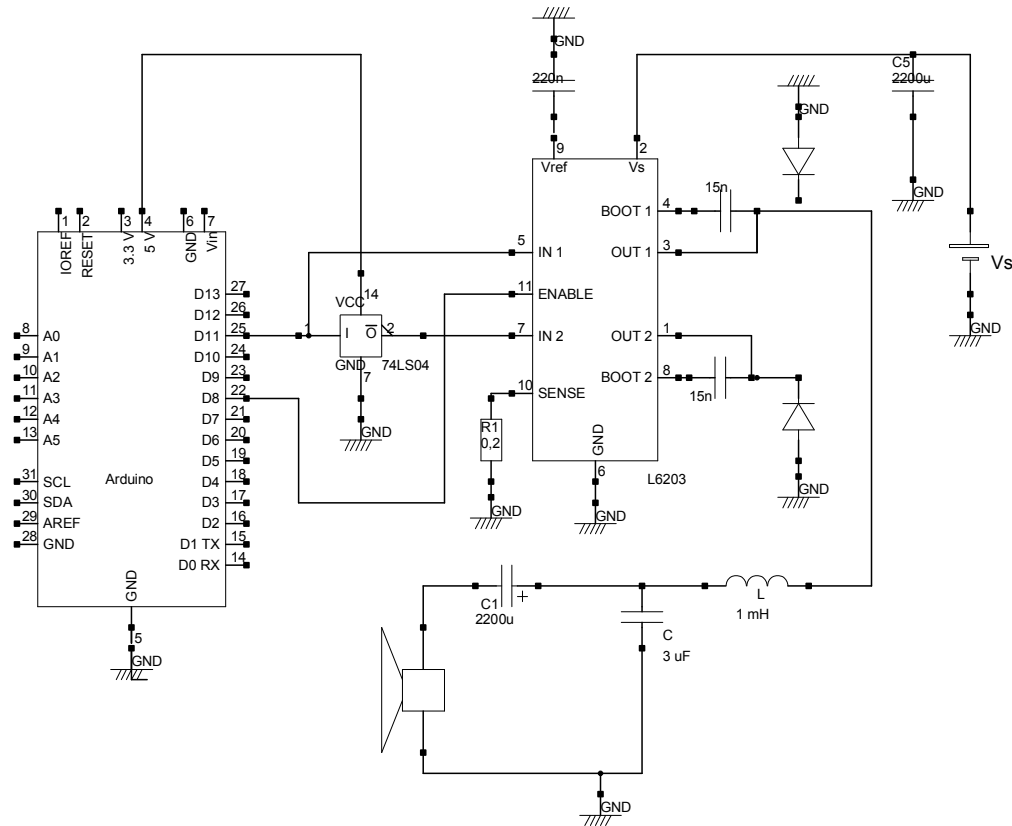 GND
220n
9
Vref
2
Vs
C5
2200u
GND
GND
Vs
GND
1
IOREF
2
RESET
3
3.3 V
4
5 V
6
GND
7
Vin
D13 27
D12 26
D11 25
D10 24
D9 23
D8 22
D7 21
D6 20
D5 19
D4 18
D3 17
D2 16
D1 TX 15
D0 RX 14
8 A0
9 A1
10 A2
11 A3
12 A4
13 A5
31 SCL
30 SDA
29 AREF
28 GND
Arduino
GND
5
GND
VCC 14
1 I O 2
GND 74LS04
7
GND
5 IN 1
11 ENABLE
7 IN 2
10 SENSE
BOOT 1 4
OUT 1 3
OUT 2 1
BOOT 2 8
15n
15n
GND
6
L6203
R1
0,2
GND
GND
GND
C1
+
2200u
C
3 uF
L
1 mH
GND